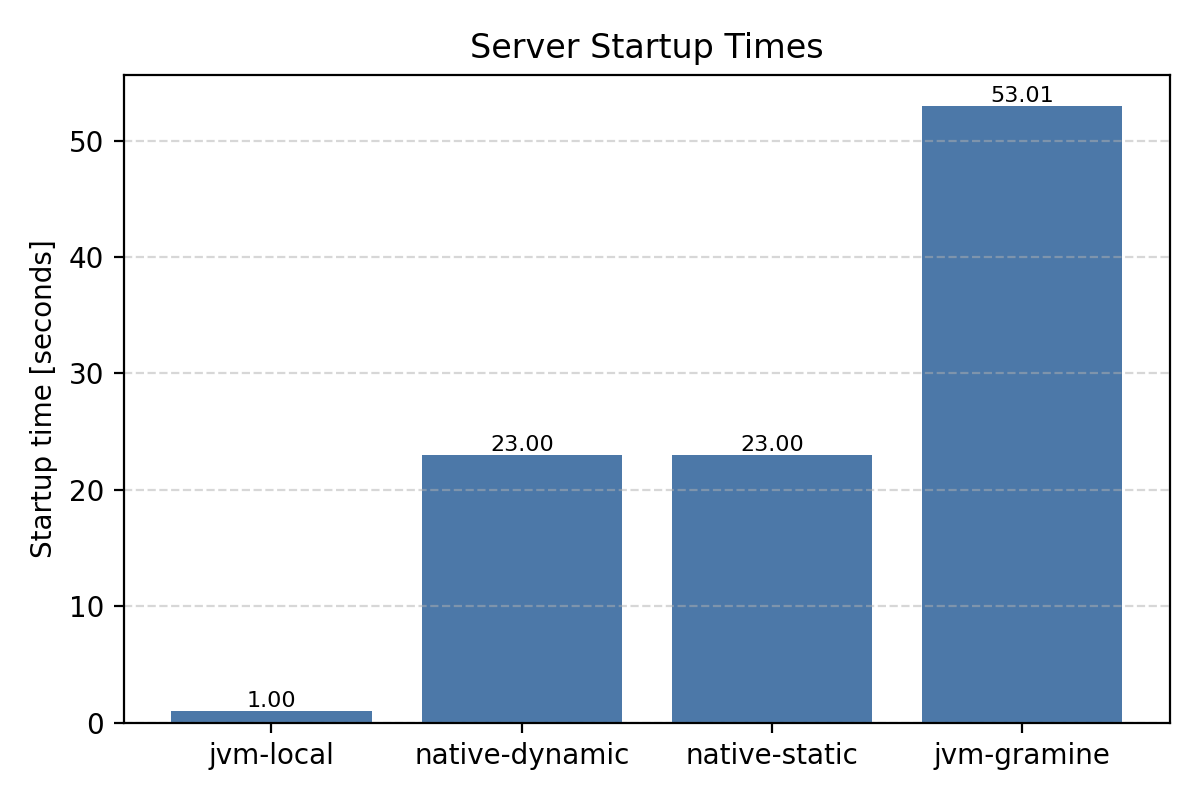 Server Startup Times
Startup time [seconds]
50
40
30
20
10
0
1.00
23.00
23.00
53.01
jvm-local
native-dynamic
native-static
jvm-gramine